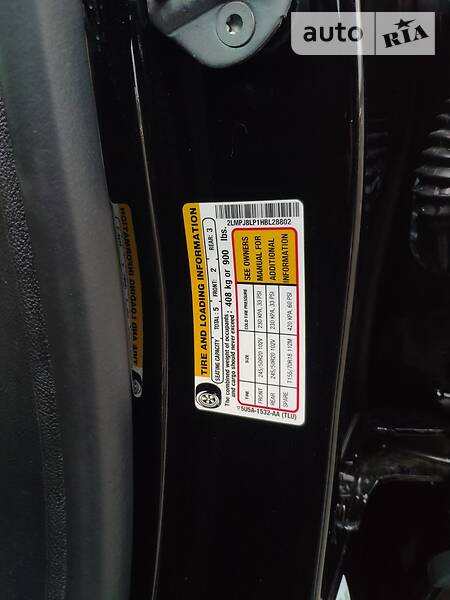 auto RIA
2LMPJ8LP1HBL28802
TIRE AND LOADING INFORMATION
SEATING CAPACITY TOTAL: 5 FRONT: 2 REAR: 3
The combined weight of occupants and cargo should never exceed : 408 kg or 900 lbs.
TIRE SIZE COLD TIRE PRESSURE
FRONT 245/50R20 102V 230 KPA, 33 PSI
REAR 245/50R20 102V 230 KPA, 33 PSI
SPARE T155/70R18 112M 420 KPA, 60 PSI
SEE OWNERS
MANUAL FOR
ADDITIONAL
INFORMATION
5U5A-1532-AA (TLU)